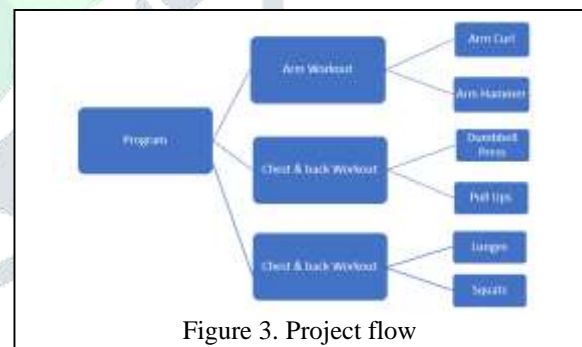 Program
Arm Workout
Arm Curl
Arm Hammer
Chest & back Workout
Dumbbell
Press
Pull Ups
Chest & back Workout
Lunges
Squats
Figure 3. Project flow